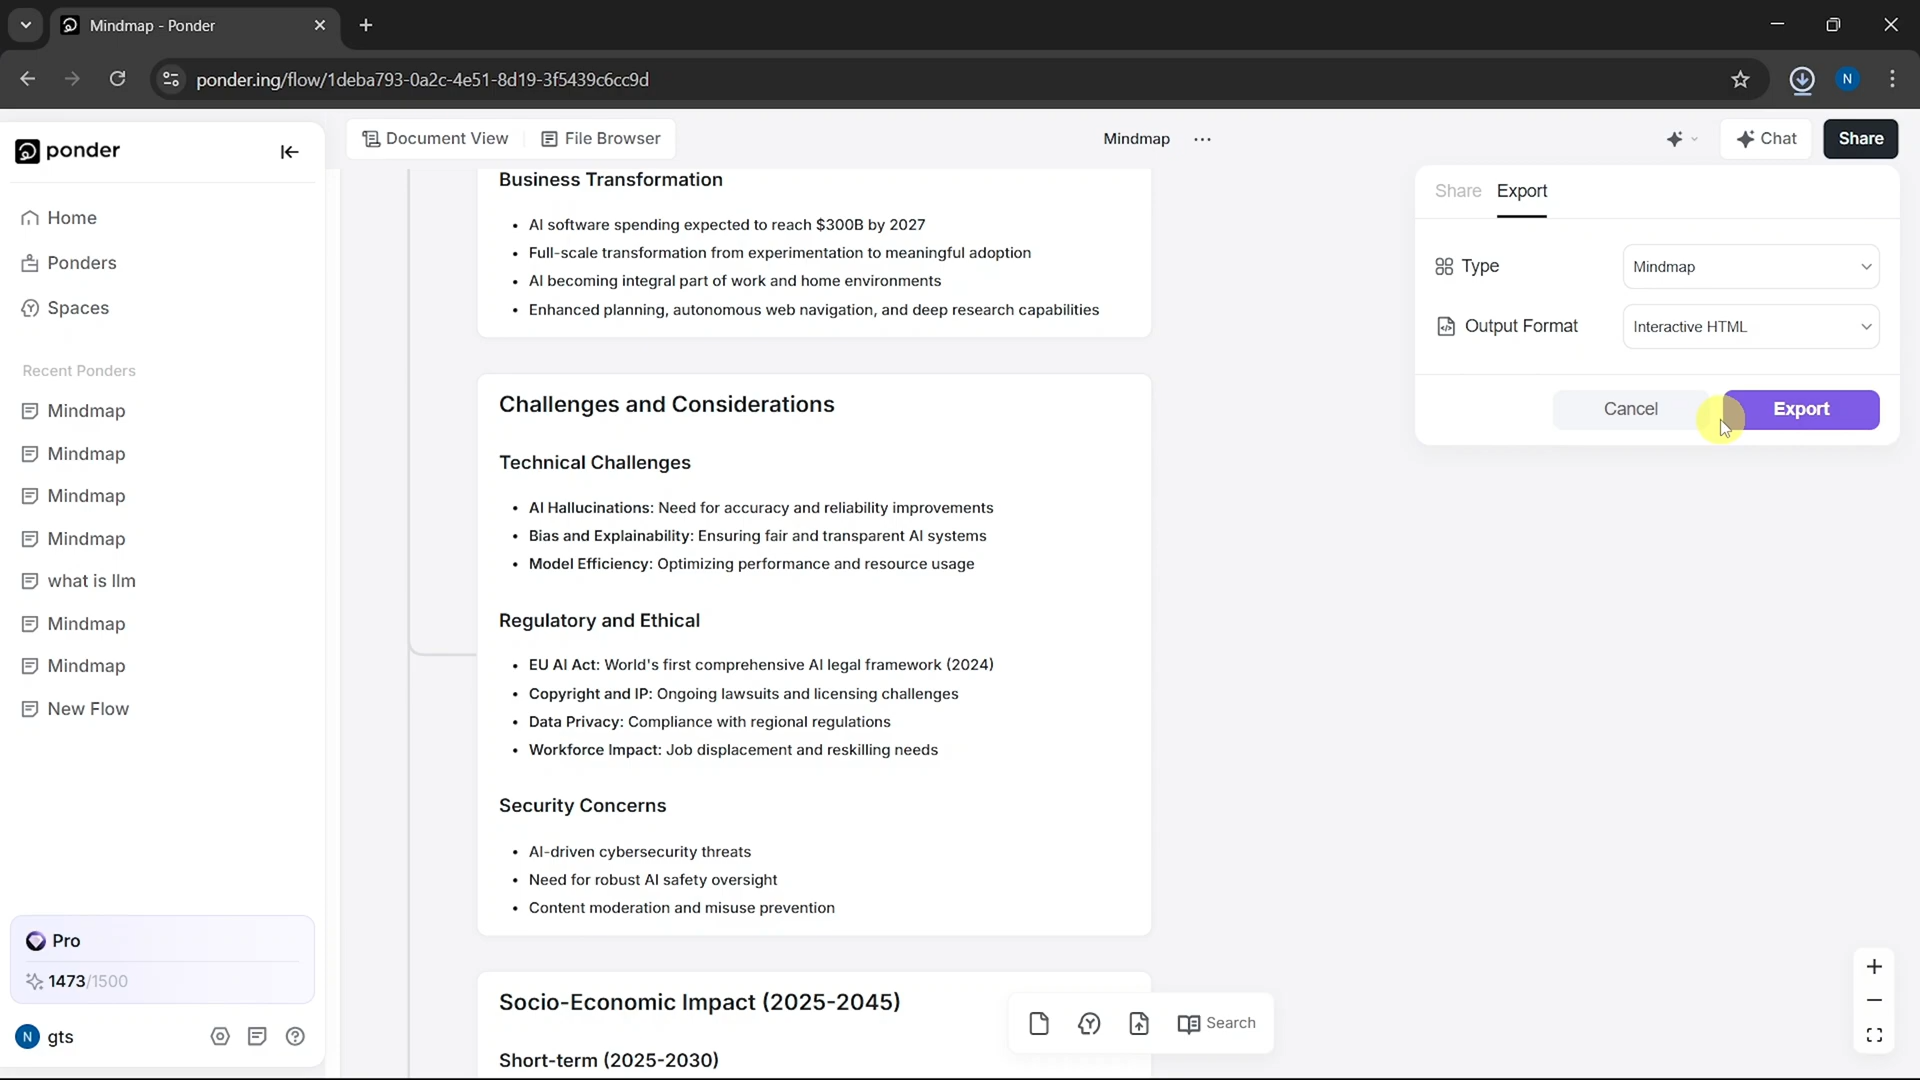 Mindmap - Ponder
ponder.ing/flow/1deba793-0a2c-4e51-8d19-3f5439c6cc9d
N
ponder
Document View
File Browser
Mindmap
Chat
Share
Home
Ponders
Spaces
Recent Ponders
Mindmap
Mindmap
Mindmap
Mindmap
what is llm
Mindmap
Mindmap
New Flow
Pro
1473/1500
N gts
Business Transformation
• AI software spending expected to reach $300B by 2027
• Full-scale transformation from experimentation to meaningful adoption
• AI becoming integral part of work and home environments
• Enhanced planning, autonomous web navigation, and deep research capabilities
Challenges and Considerations
Technical Challenges
• AI Hallucinations: Need for accuracy and reliability improvements
• Bias and Explainability: Ensuring fair and transparent AI systems
• Model Efficiency: Optimizing performance and resource usage
Regulatory and Ethical
• EU AI Act: World's first comprehensive AI legal framework (2024)
• Copyright and IP: Ongoing lawsuits and licensing challenges
• Data Privacy: Compliance with regional regulations
• Workforce Impact: Job displacement and reskilling needs
Security Concerns
• AI-driven cybersecurity threats
• Need for robust AI safety oversight
• Content moderation and misuse prevention
Socio-Economic Impact (2025-2045)
Short-term (2025-2030)
Search
Share Export
Type Mindmap
Output Format Interactive HTML
Cancel Export